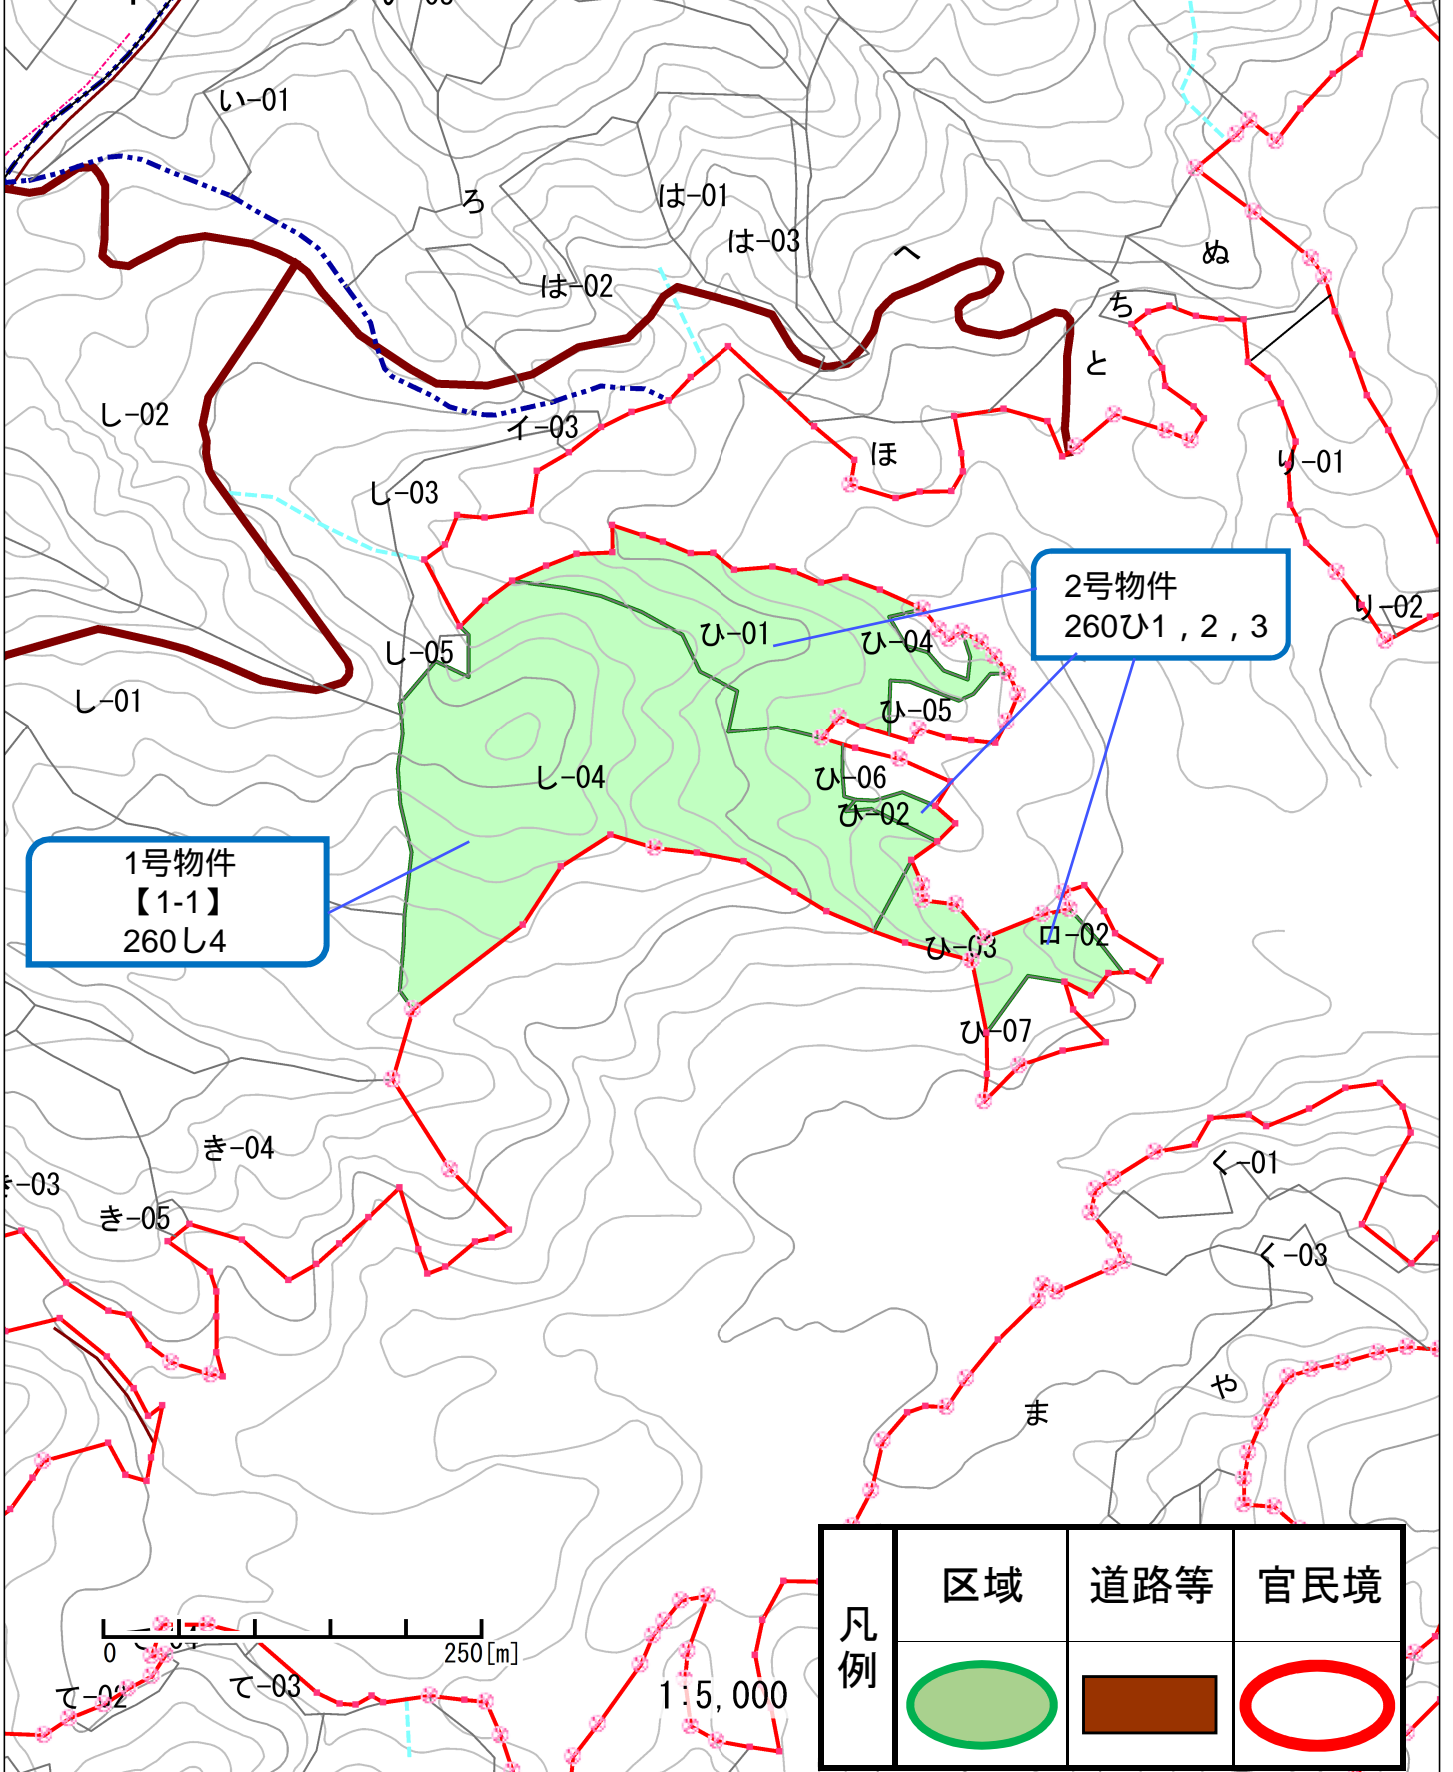 い-01
ろ
は-01
は-03
へ
ぬ
は-02
ち
と
し-02
イ-03
ほ
り-01
し-03
2号物件
260ひ1 , 2 , 3
り-02
ひ-01
ひ-04
し-05
し-01
ひ-05
し-04
ひ-06
ひ-02
1号物件
【1-1】
260し4
ひ-03
ロ-02
ひ-07
き-04
く-01
き-03
き-05
く-03
や
ま
凡例
区域
道路等
官民境
0
250[m]
て-02
て-03
1:5,000